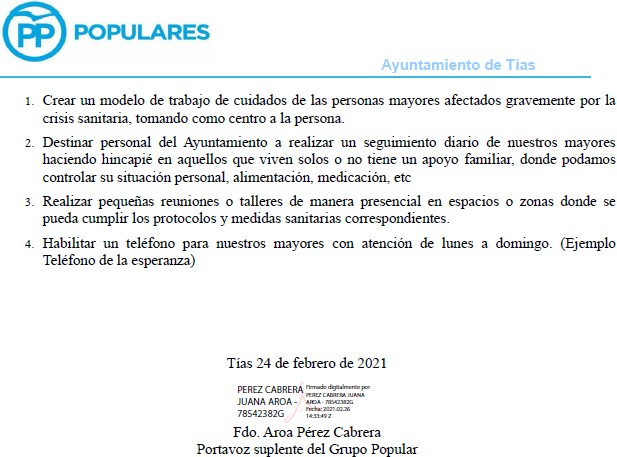 PP POPULARES
Ayuntamiento de Tías
1. Crear un modelo de trabajo de cuidados de las personas mayores afectados gravemente por la
crisis sanitaria, tomando como centro a la persona.
2. Destinar personal del Ayuntamiento a realizar un seguimiento diario de nuestros mayores
haciendo hincapié en aquellos que viven solos o no tiene un apoyo familiar, donde podamos
controlar su situación personal, alimentación, medicación, etc
3. Realizar pequeñas reuniones o talleres de manera presencial en espacios o zonas donde se
pueda cumplir los protocolos y medidas sanitarias correspondientes.
4. Habilitar un teléfono para nuestros mayores con atención de lunes a domingo. (Ejemplo
Teléfono de la esperanza)
Tías 24 de febrero de 2021
PEREZ CABRERA
JUANA AROA -
78542382G
Firmado digitalmente por
PEREZ CABRERA JUANA
AROA - 78542382G
Fecha: 2021.02.26
14:33:49 Z
Fdo. Aroa Pérez Cabrera
Portavoz suplente del Grupo Popular